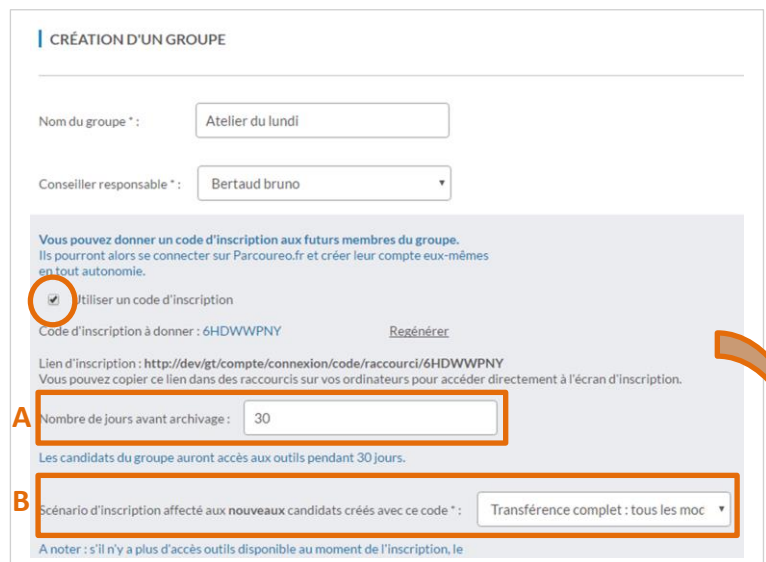 CRÉATION D'UN GROUPE
Nom du groupe * :
Atelier du lundi
Conseiller responsable * :
Bertaud bruno
Vous pouvez donner un code d'inscription aux futurs membres du groupe.
Ils pourront alors se connecter sur Parcoureo.fr et créer leur compte eux-mêmes
en tout autonomie.
Utiliser un code d'inscription
Code d'inscription à donner : 6HDWWPNY Regénérer
Lien d'inscription : http://dev/gt/compte/connexion/code/raccourci/6HDWWPNY
Vous pouvez copier ce lien dans des raccourcis sur vos ordinateurs pour accéder directement à l'écran d'inscription.
A Nombre de jours avant archivage : 30
Les candidats du groupe auront accès aux outils pendant 30 jours.
B Scénario d'inscription affecté aux nouveaux candidats créés avec ce code * : Transférence complet : tous les moc
A noter : s'il n'y a plus d'accès outils disponible au moment de l'inscription, le